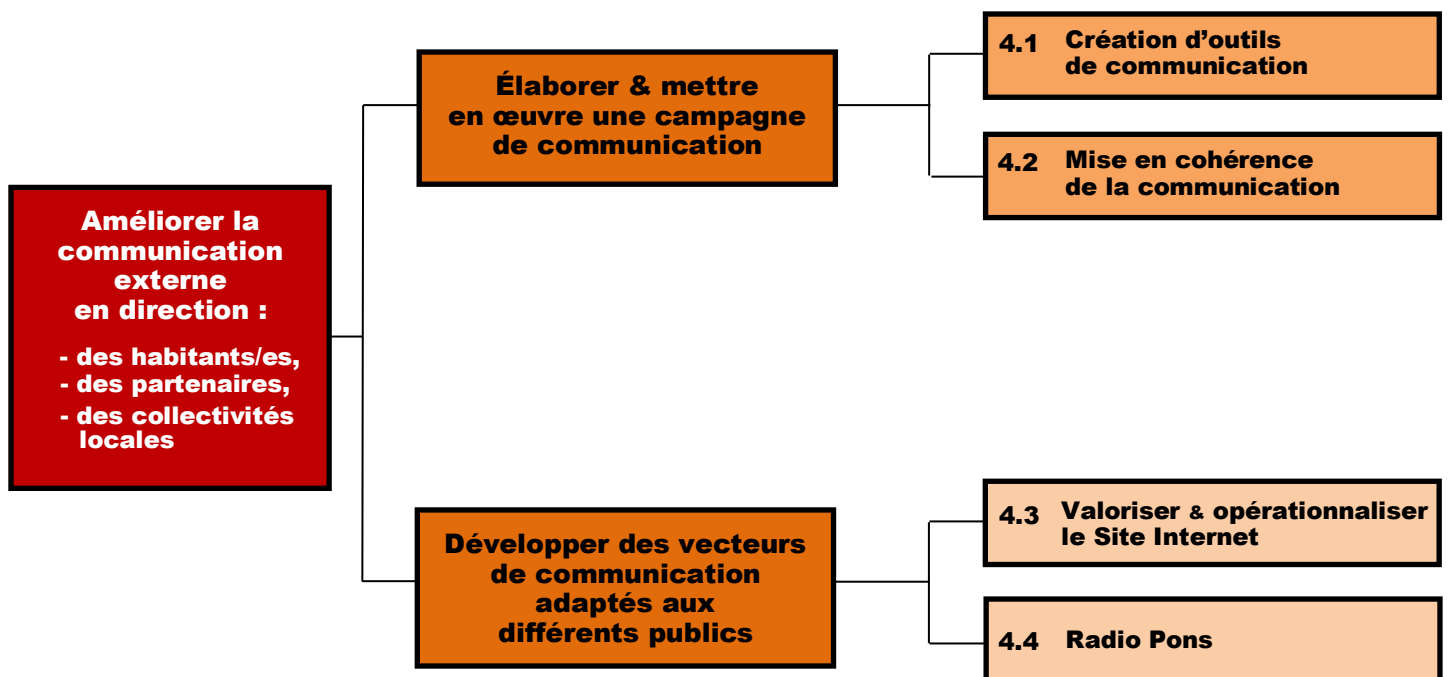 Améliorer la
communication
externe
en direction :
- des habitants/es,
- des partenaires,
- des collectivités
locales
Élaborer & mettre
en œuvre une campagne
de communication
4.1 Création d’outils
de communication
4.2 Mise en cohérence
de la communication
Développer des vecteurs
de communication
adaptés aux
différents publics
4.3 Valoriser & opérationnaliser
le Site Internet
4.4 Radio Pons